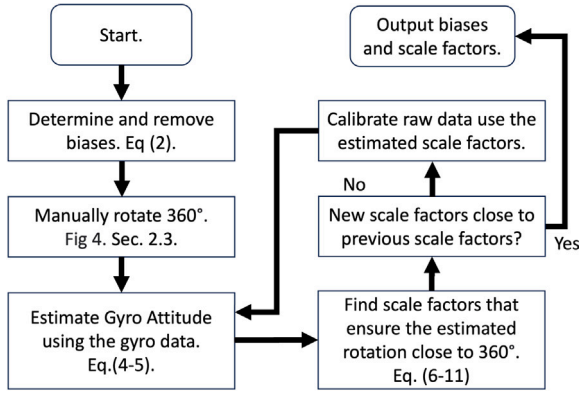 Start.
Determine and remove
biases. Eq (2).
Manually rotate 360°.
Fig 4. Sec. 2.3.
Estimate Gyro Attitude
using the gyro data.
Eq.(4-5).
Find scale factors that
ensure the estimated
rotation close to 360°.
Eq. (6-11)
New scale factors close to
previous scale factors?
No
Yes
Calibrate raw data use the
estimated scale factors.
Output biases
and scale factors.